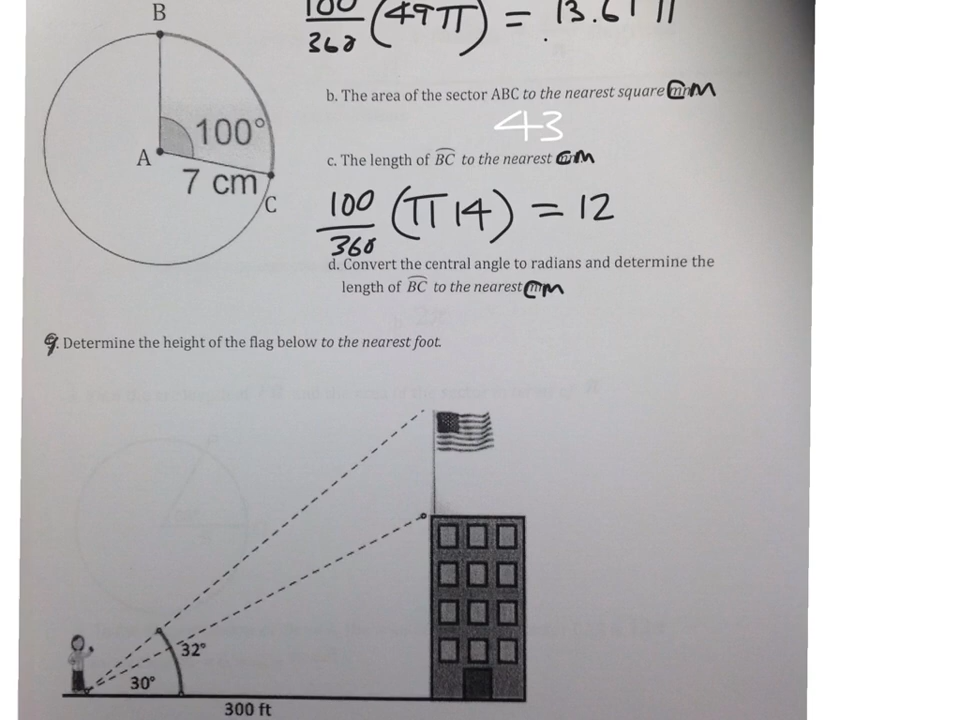 B
100/360 (49π) = 13.61 π
b. The area of the sector ABC to the nearest square cm
43
100°
A
c. The length of BC to the nearest cm
7 cm
C
100/360 (π14) = 12
d. Convert the central angle to radians and determine the
length of BC to the nearest cm
9. Determine the height of the flag below to the nearest foot.
32°
30°
300 ft